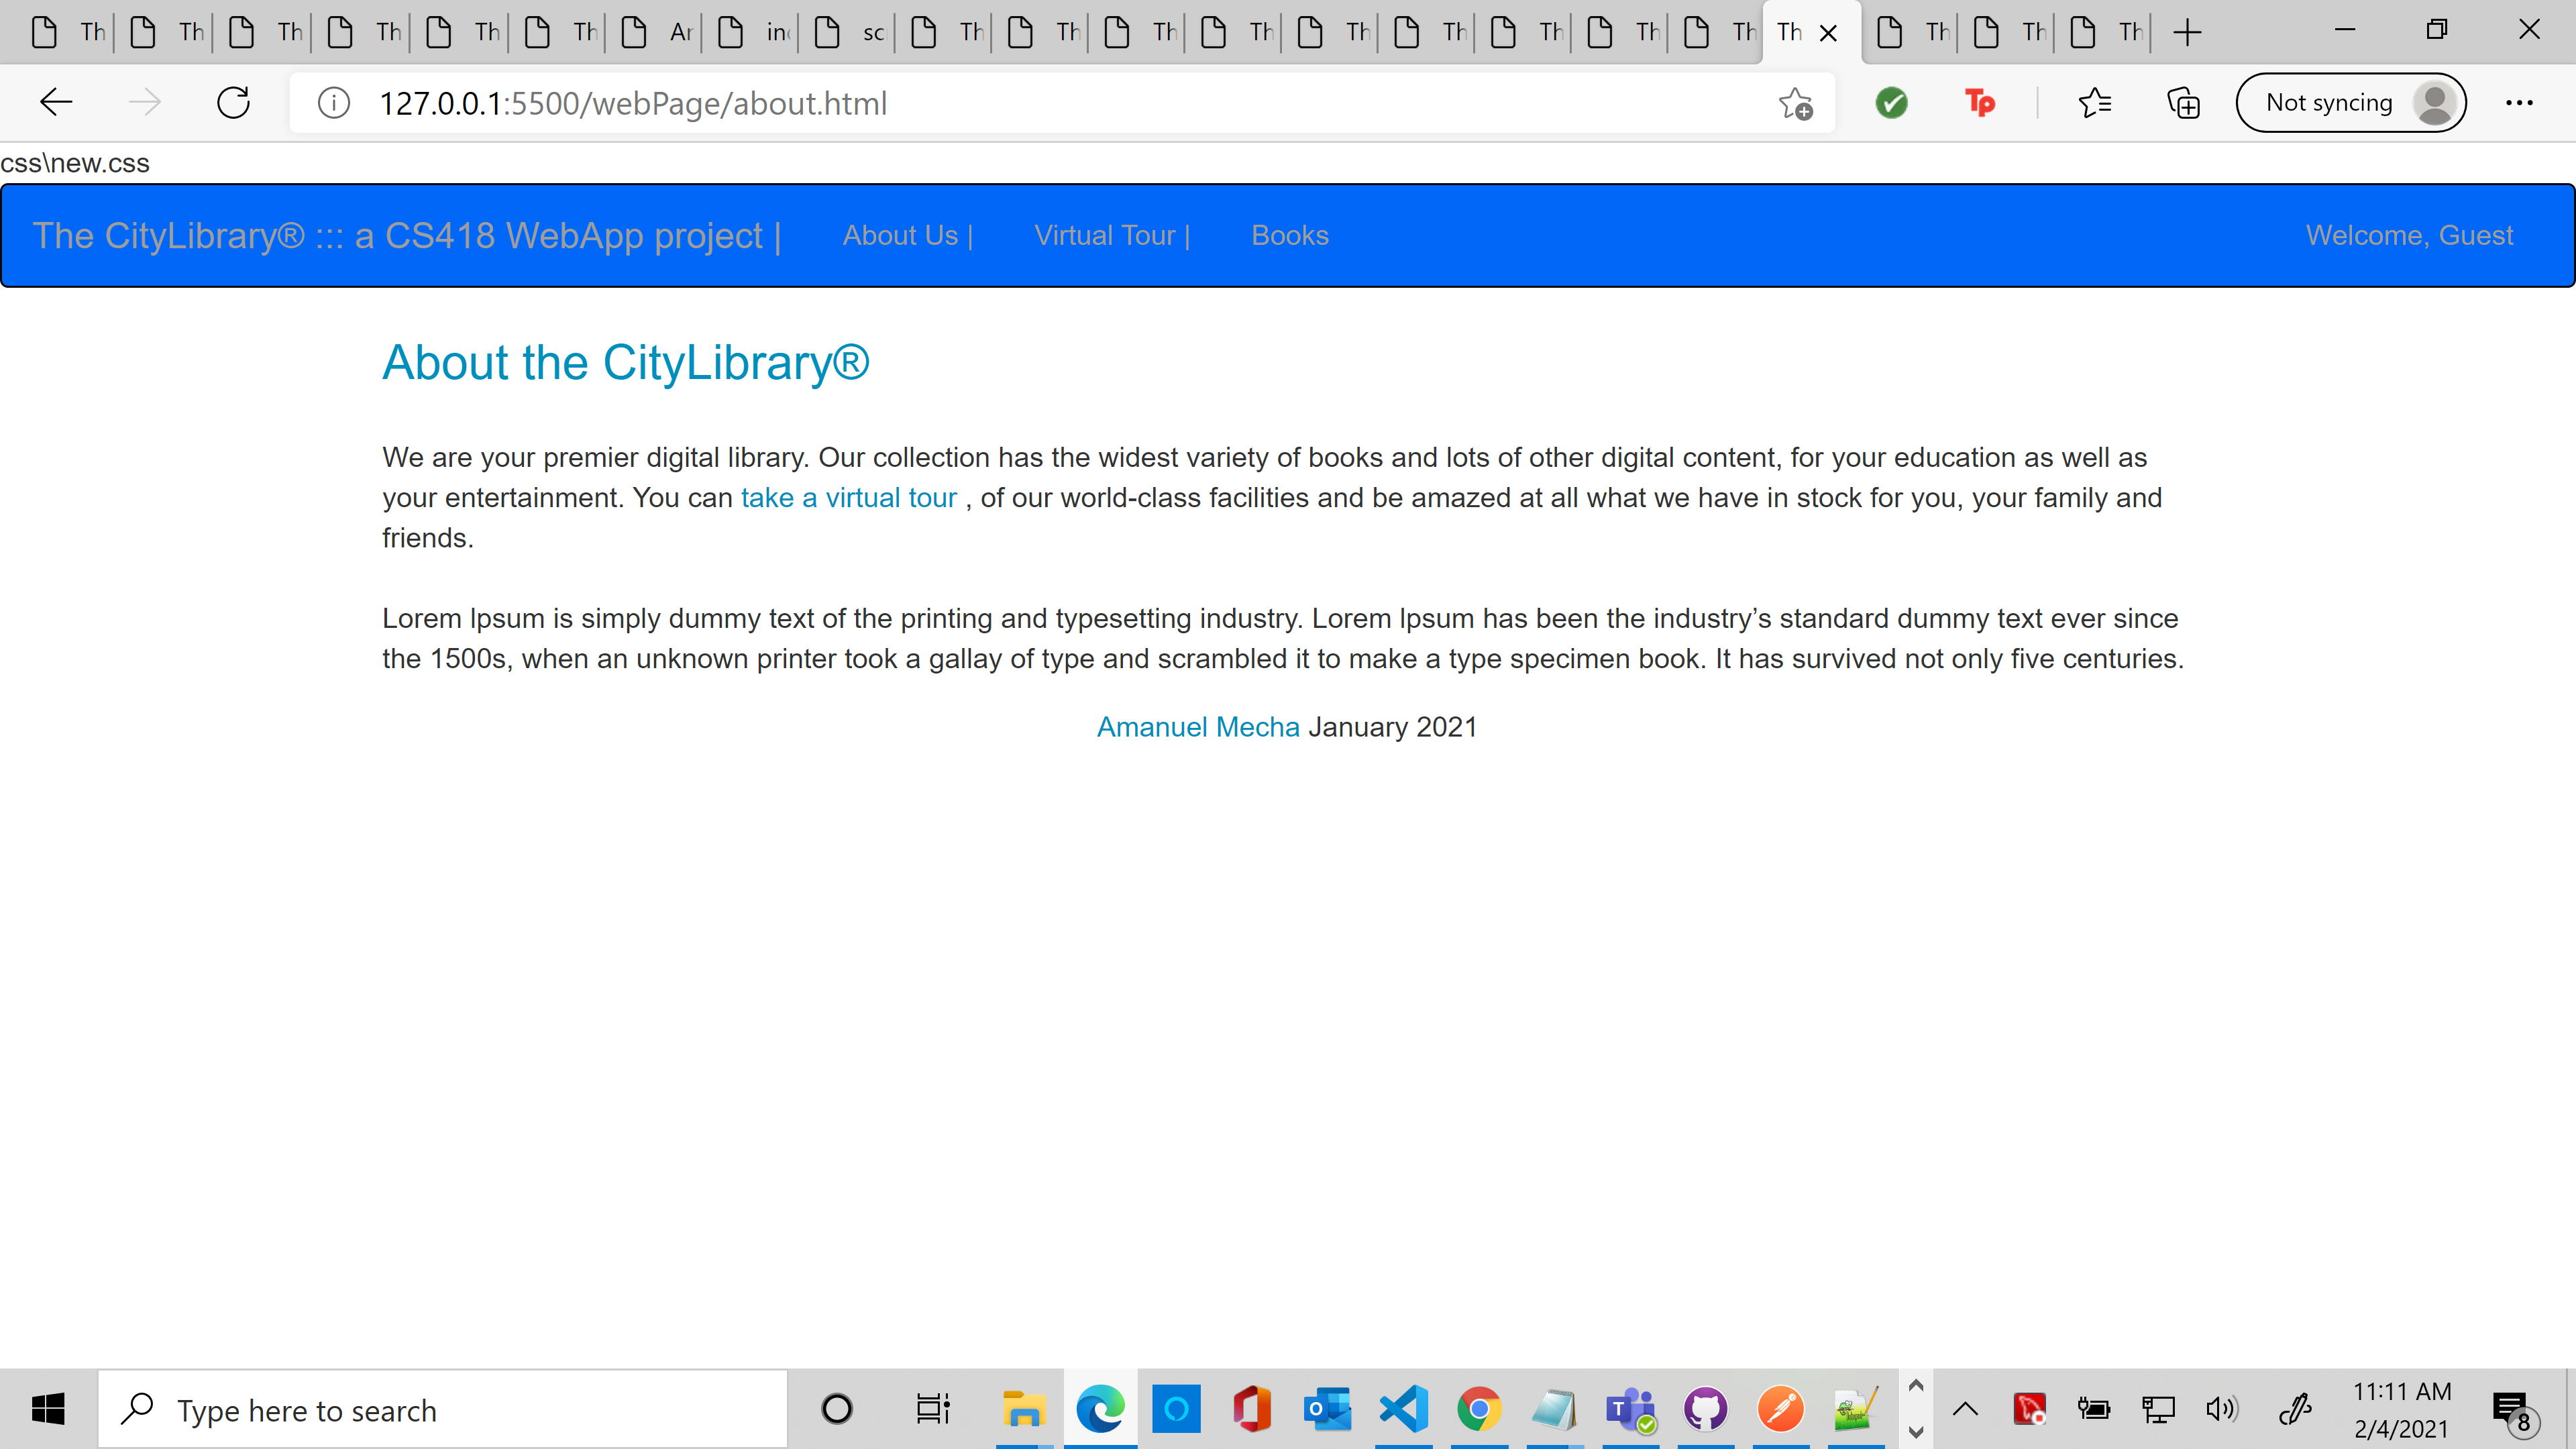 Th Th Th Th Th Th Ar ind sc Th Th Th Th Th Th Th Th Th Th Th Th Th
127.0.0.1:5500/webPage/about.html
Tp
Not syncing
css\new.css
The CityLibrary® ::: a CS418 WebApp project | About Us | Virtual Tour | Books Welcome, Guest
About the CityLibrary®
We are your premier digital library. Our collection has the widest variety of books and lots of other digital content, for your education as well as
your entertainment. You can take a virtual tour , of our world-class facilities and be amazed at all what we have in stock for you, your family and
friends.
Lorem Ipsum is simply dummy text of the printing and typesetting industry. Lorem Ipsum has been the industry’s standard dummy text ever since
the 1500s, when an unknown printer took a gallay of type and scrambled it to make a type specimen book. It has survived not only five centuries.
Amanuel Mecha January 2021
Type here to search
11:11 AM
2/4/2021
8